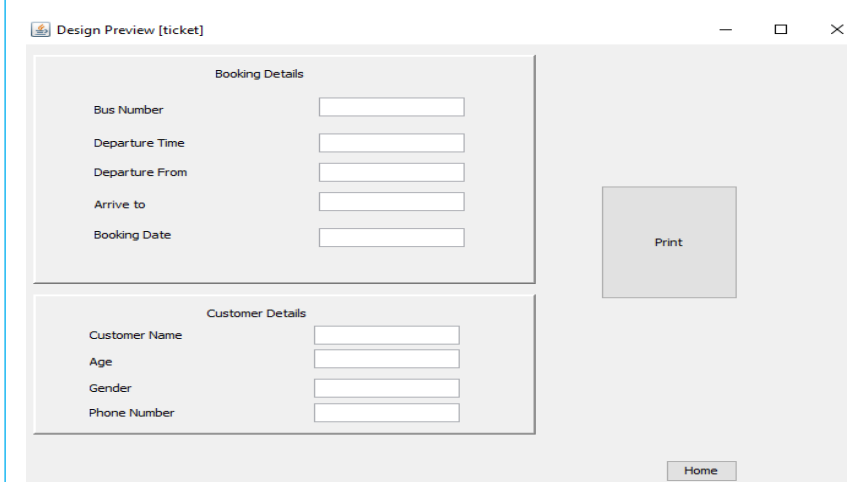 Design Preview [ticket]
Booking Details
Bus Number
Departure Time
Departure From
Arrive to
Booking Date
Print
Customer Details
Customer Name
Age
Gender
Phone Number
Home